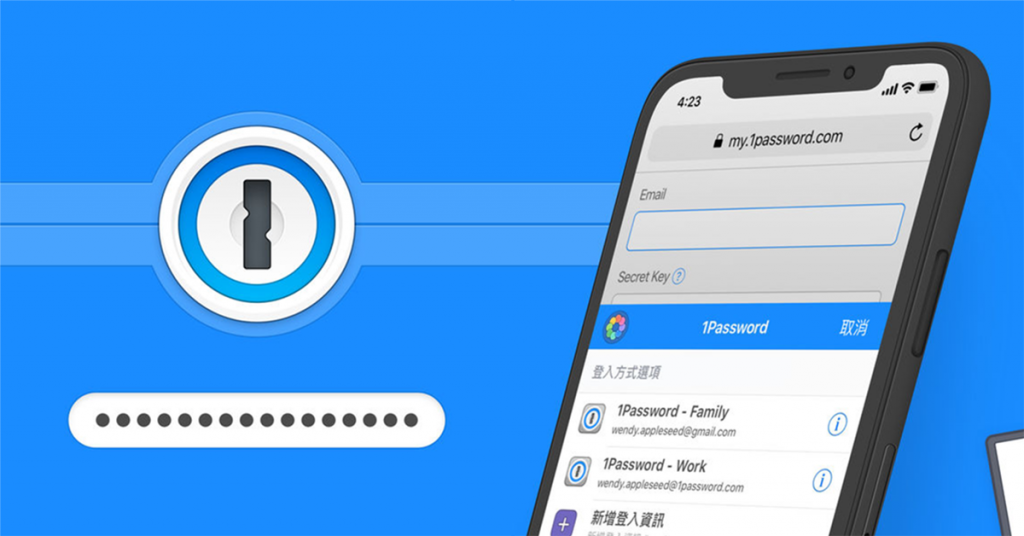 4:23
my.1password.com
Email
Secret Key ?
1Password
取消
登入方式選項
1Password - Family
wendy.appleseed@gmail.com
1Password - Work
wendy.appleseed@1password.com
新增登入資訊